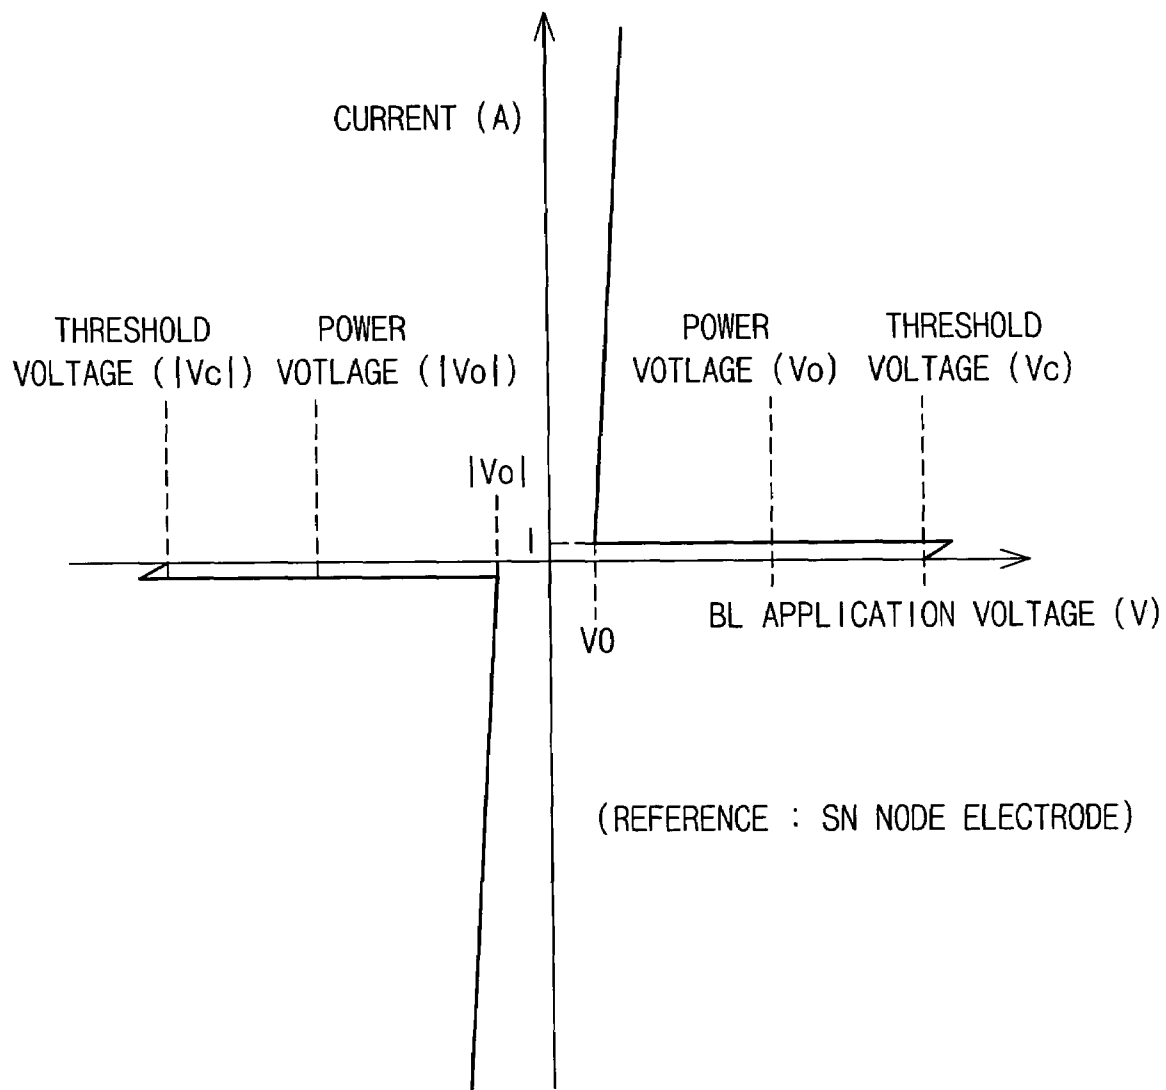 CURRENT (A)
THRESHOLD
VOLTAGE (|Vc|)
POWER
VOTLAGE (|Vo|)
POWER
VOTLAGE (Vo)
THRESHOLD
VOLTAGE (Vc)
|Vo|
I
VO
BL APPLICATION VOLTAGE (V)
(REFERENCE : SN NODE ELECTRODE)